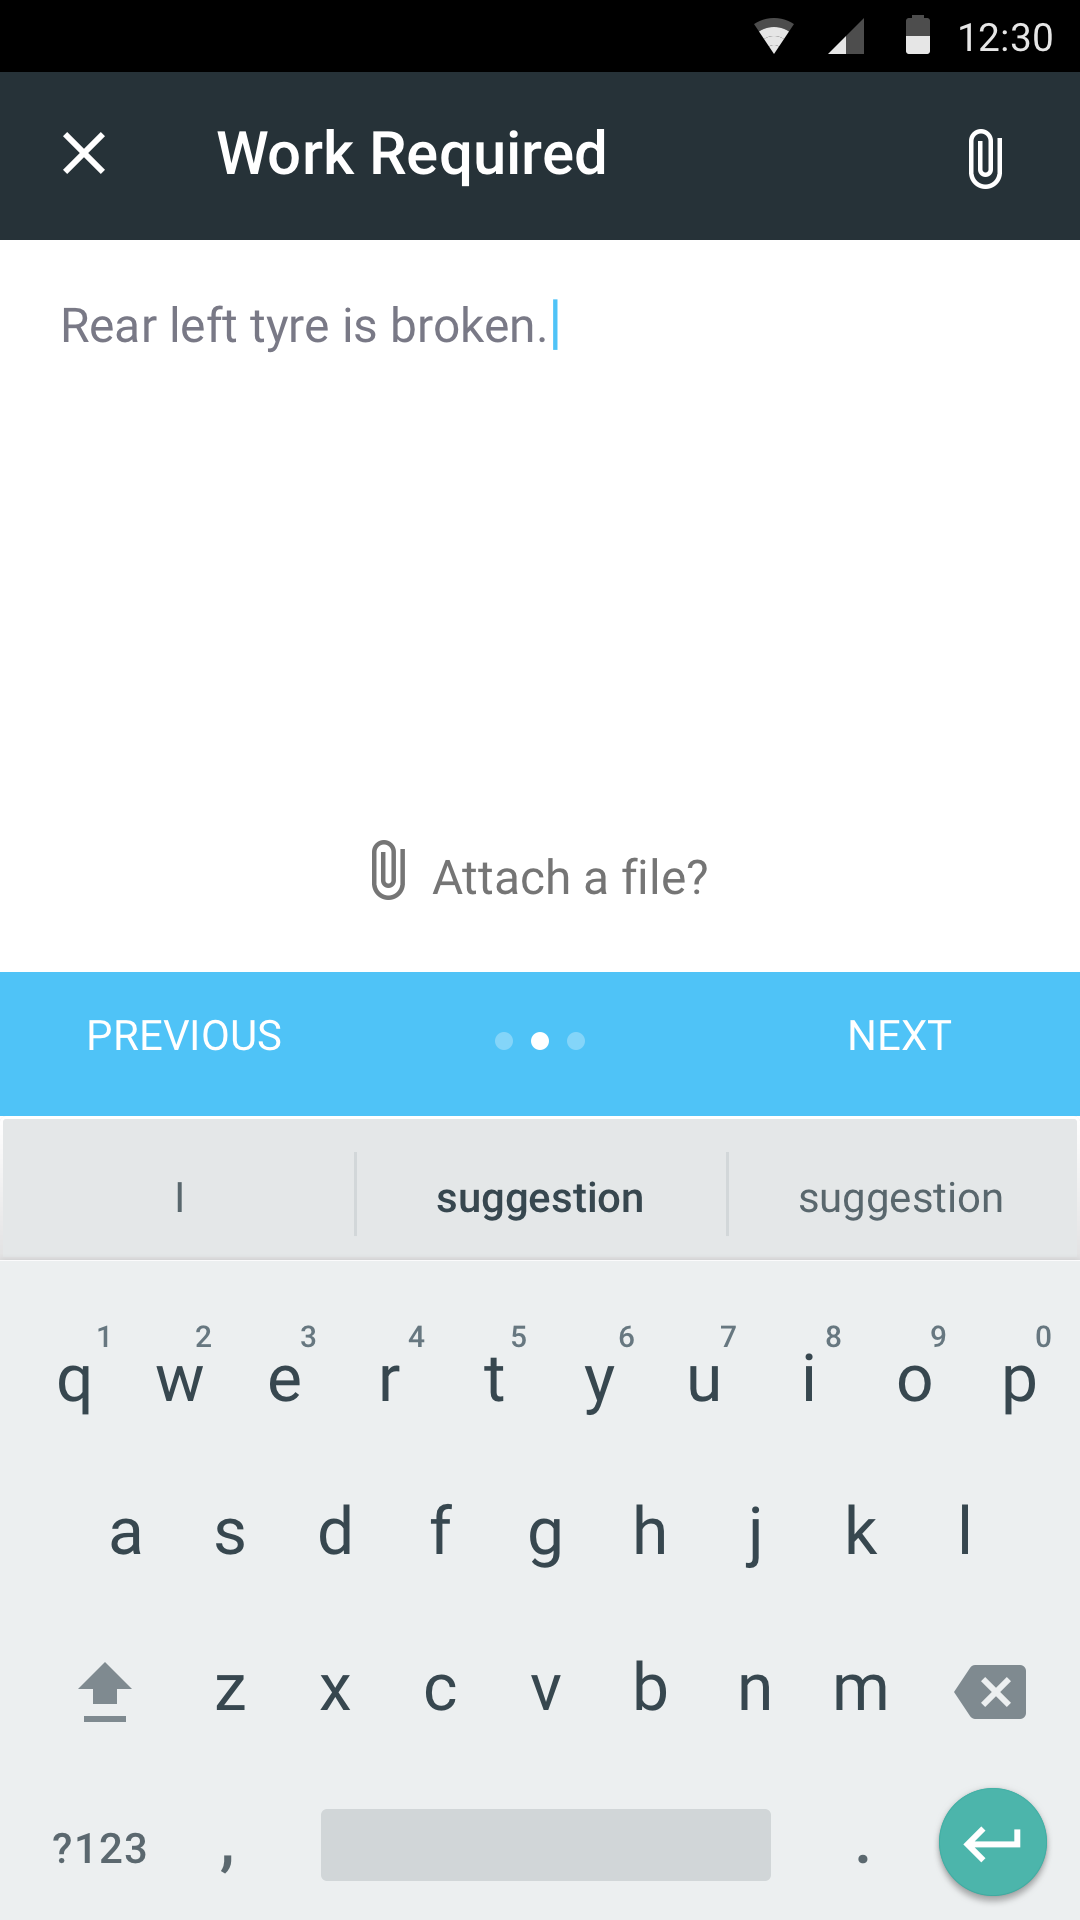 12:30
Work Required
Rear left tyre is broken.
Attach a file?
PREVIOUS NEXT
I suggestion suggestion
1 2 3 4 5 6 7 8 9 0
q w e r t y u i o p
a s d f g h j k l
z x c v b n m
?123 , .